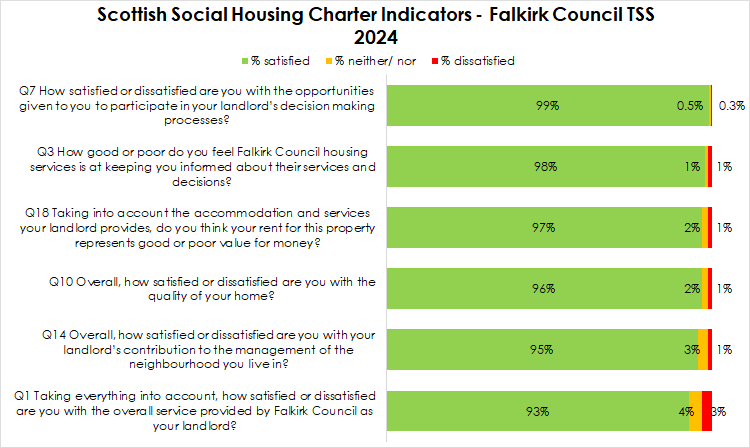 Scottish Social Housing Charter Indicators - Falkirk Council TSS
2024
% satisfied % neither/ nor % dissatisfied
Q7 How satisfied or dissatisfied are you with the opportunities
given to you to participate in your landlord's decision making
processes?
99% 0.5% 0.3%
Q3 How good or poor do you feel Falkirk Council housing
services is at keeping you informed about their services and
decisions?
98% 1% 1%
Q18 Taking into account the accommodation and services
your landlord provides, do you think your rent for this property
represents good or poor value for money?
97% 2% 1%
Q10 Overall, how satisfied or dissatisfied are you with the
quality of your home?
96% 2% 1%
Q14 Overall, how satisfied or dissatisfied are you with your
landlord's contribution to the management of the
neighbourhood you live in?
95% 3% 1%
Q1 Taking everything into account, how satisfied or dissatisfied
are you with the overall service provided by Falkirk Council as
your landlord?
93% 4% 3%